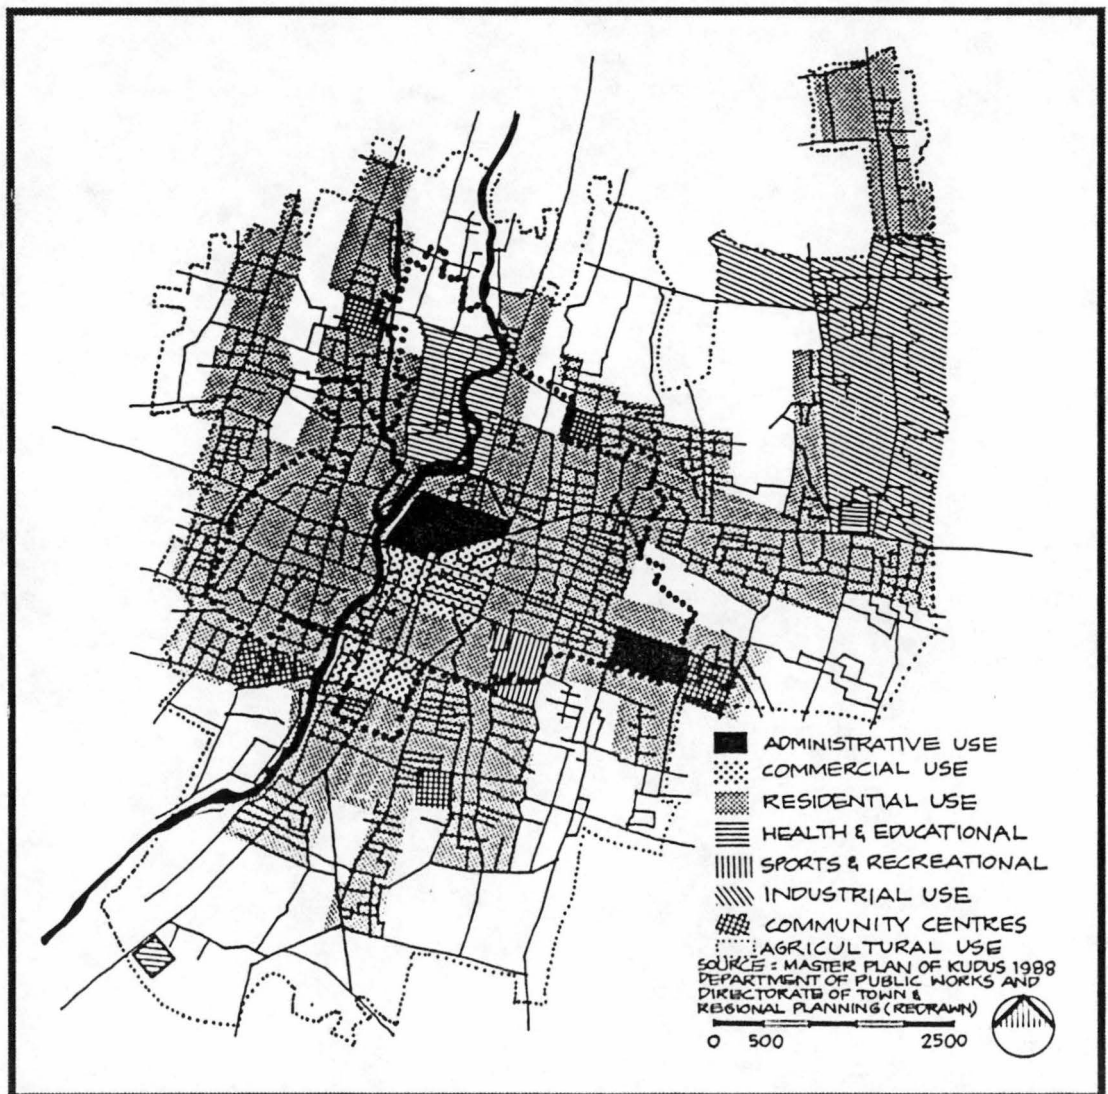 ADMINISTRATIVE USE
COMMERCIAL USE
RESIDENTIAL USE
HEALTH & EDUCATIONAL
SPORTS & RECREATIONAL
INDUSTRIAL USE
COMMUNITY CENTRES
AGRICULTURAL USE
SOURCE : MASTER PLAN OF KUDUS 1988
DEPARTMENT OF PUBLIC WORKS AND
DIRECTORATE OF TOWN &
REGIONAL PLANNING (REDRAWN)
0 500 2500